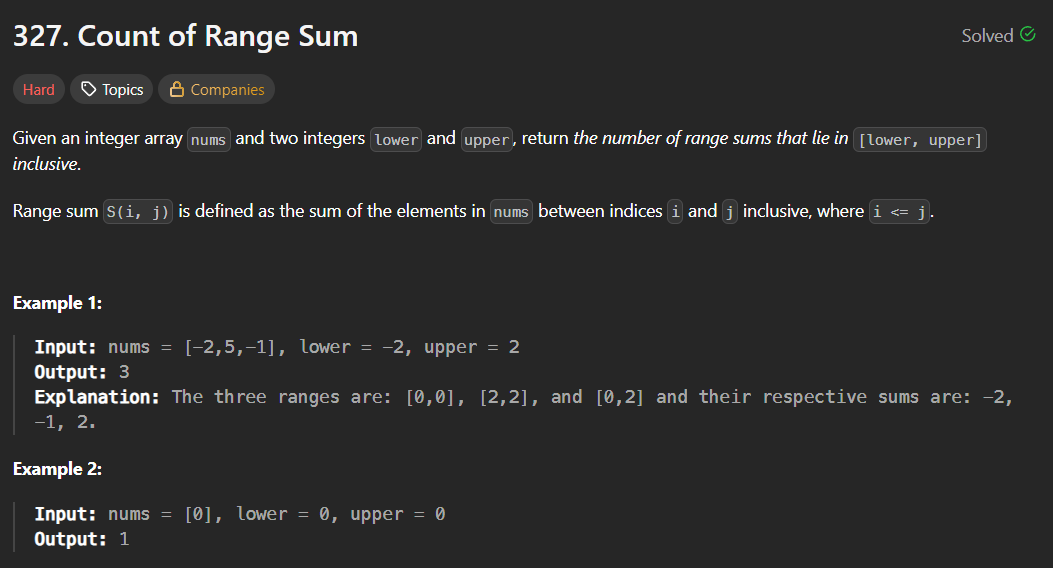 327. Count of Range Sum
Solved
Hard Topics Companies
Given an integer array nums and two integers lower and upper, return the number of range sums that lie in [lower, upper]
inclusive.
Range sum S(i, j) is defined as the sum of the elements in nums between indices i and j inclusive, where i <= j.
Example 1:
Input: nums = [-2,5,-1], lower = -2, upper = 2
Output: 3
Explanation: The three ranges are: [0,0], [2,2], and [0,2] and their respective sums are: -2,
-1, 2.
Example 2:
Input: nums = [0], lower = 0, upper = 0
Output: 1